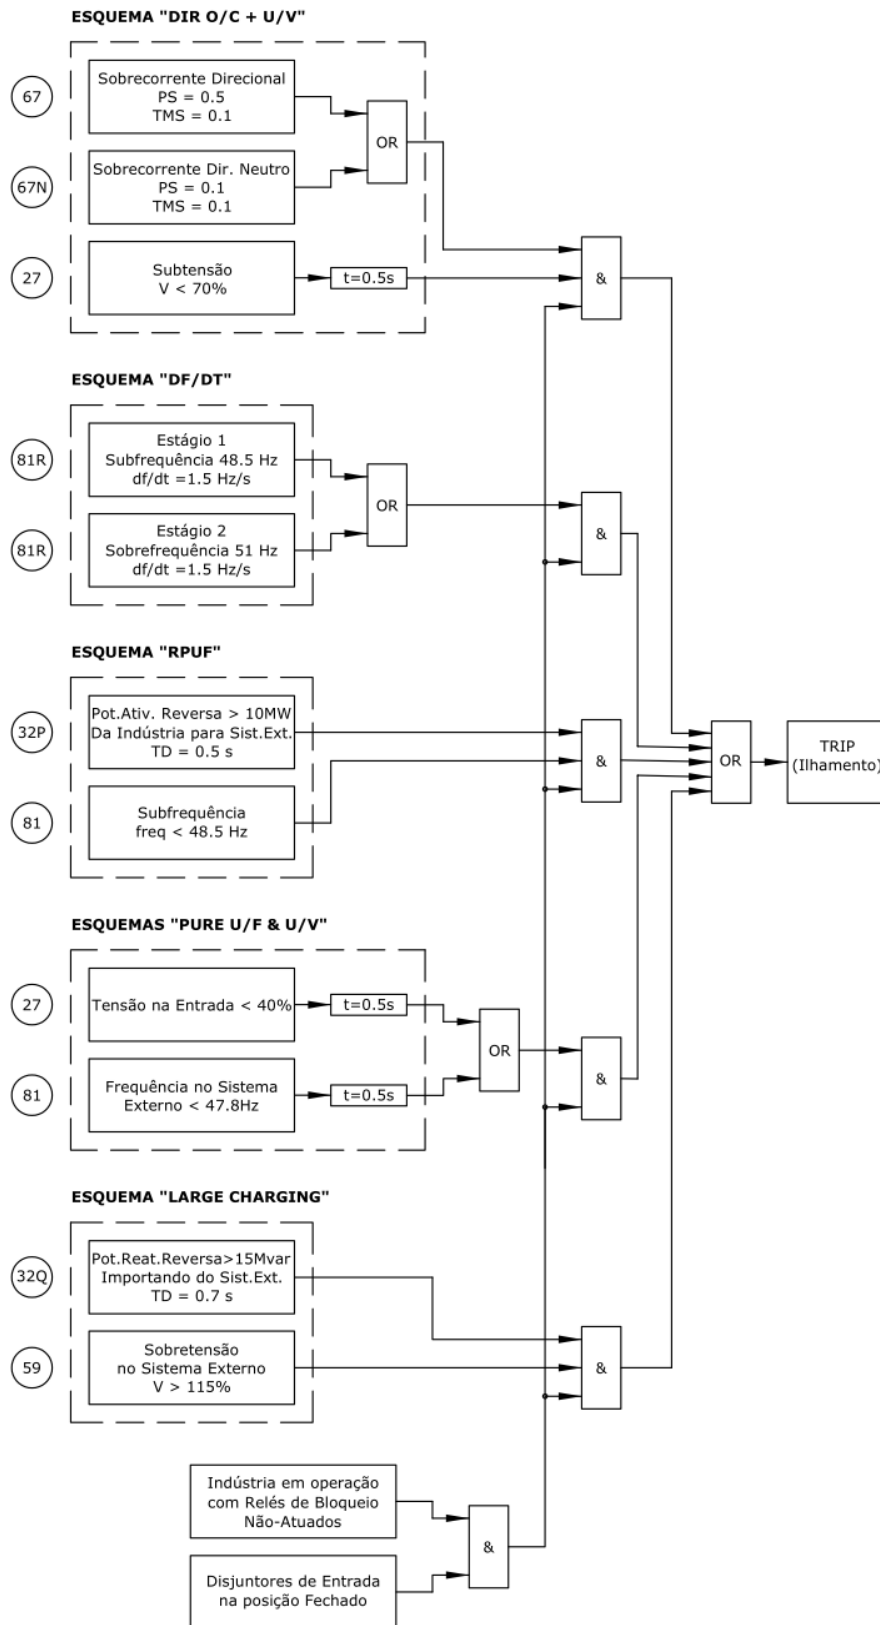 ESQUEMA "DIR O/C + U/V"
67
Sobrecorrente Direcional
PS = 0.5
TMS = 0.1
OR
67N
Sobrecorrente Dir. Neutro
PS = 0.1
TMS = 0.1
27
Subtensão
V < 70%
t=0.5s
&
ESQUEMA "DF/DT"
81R
Estágio 1
Subfrequência 48.5 Hz
df/dt =1.5 Hz/s
OR
81R
Estágio 2
Sobrefrequência 51 Hz
df/dt =1.5 Hz/s
&
ESQUEMA "RPUF"
32P
Pot.Ativ. Reversa > 10MW
Da Indústria para Sist.Ext.
TD = 0.5 s
&
OR
TRIP
(Ilhamento)
81
Subfrequência
freq < 48.5 Hz
ESQUEMAS "PURE U/F & U/V"
27
Tensão na Entrada < 40%
t=0.5s
OR
&
81
Frequência no Sistema
Externo < 47.8Hz
t=0.5s
ESQUEMA "LARGE CHARGING"
32Q
Pot.Reat.Reversa>15Mvar
Importando do Sist.Ext.
TD = 0.7 s
59
Sobretensão
no Sistema Externo
V > 115%
&
Indústria em operação
com Relés de Bloqueio
Não-Atuados
&
Disjuntores de Entrada
na posição Fechado